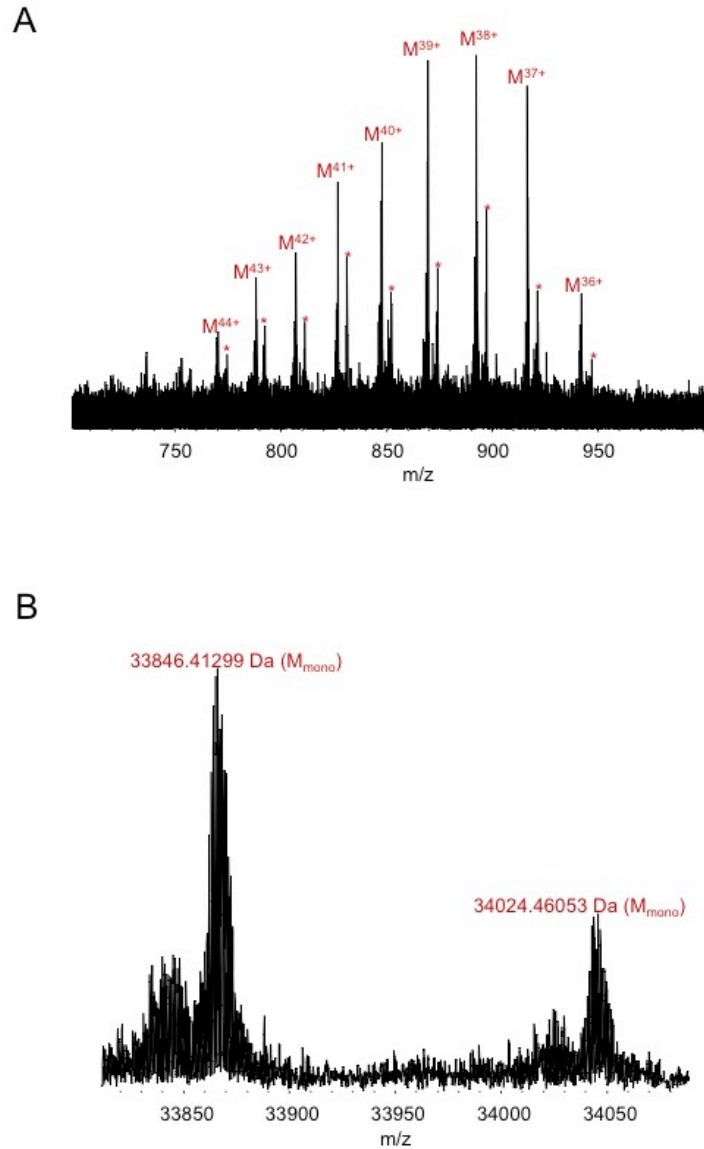 A
M³⁹⁺ M³⁸⁺
M³⁷⁺
M⁴⁰⁺
M⁴¹⁺
M⁴²⁺
*
M⁴³⁺
* * * * M³⁶⁺
M⁴⁴⁺ * *
* *
750 800 850 900 950
m/z
B
33846.41299 Da (Mₘₒₙₒ)
34024.46053 Da (Mₘₒₙₒ)
33850 33900 33950 34000 34050
m/z